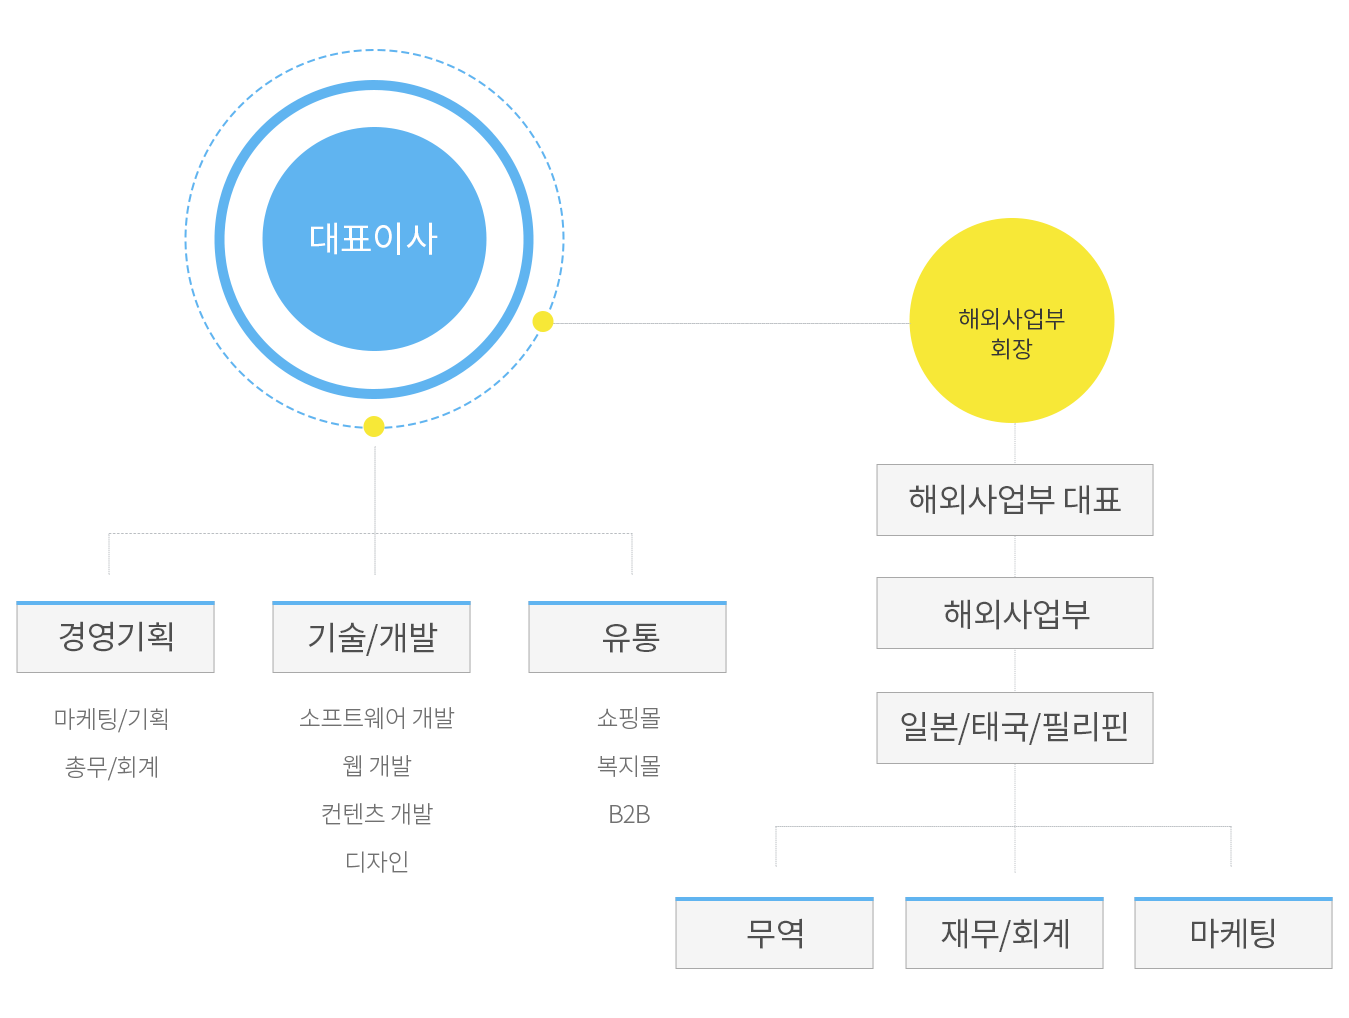 대표이사
해외사업부
회장
해외사업부 대표
해외사업부
일본/태국/필리핀
경영기획
마케팅/기획
총무/회계
기술/개발
소프트웨어 개발
웹 개발
컨텐츠 개발
디자인
유통
쇼핑몰
복지몰
B2B
무역
재무/회계
마케팅